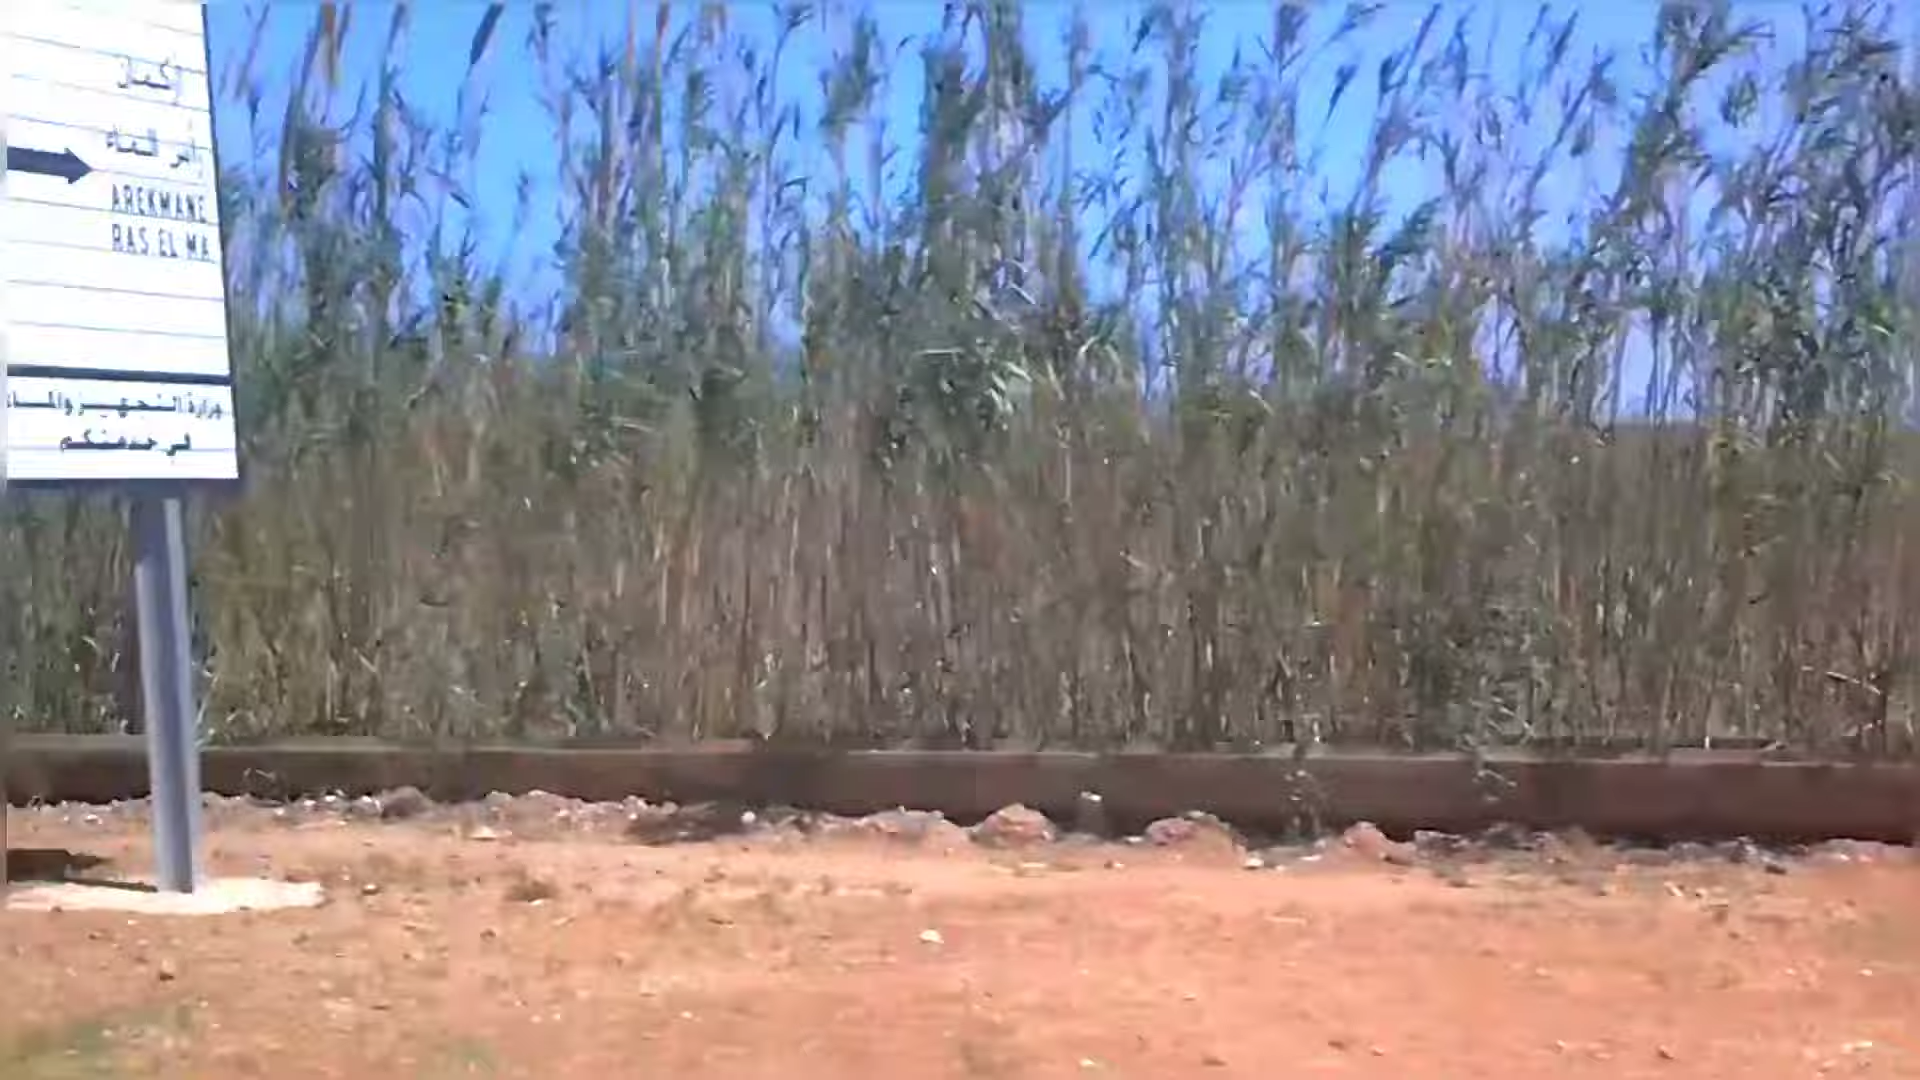 أركمان
رأس الماء
AREKMANE
RAS EL MA
وزارة التجهيز والماء
في خدمتكم